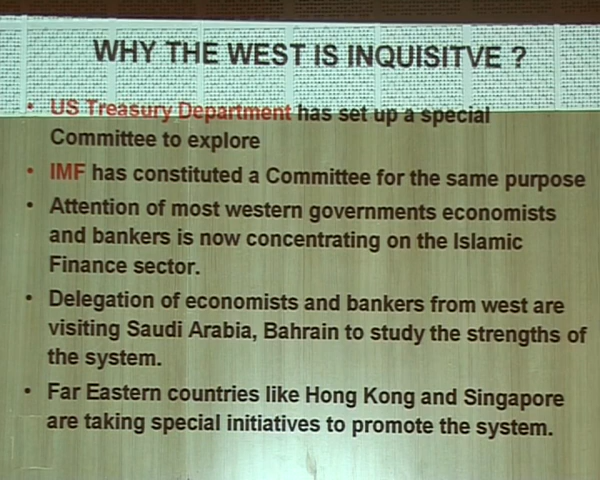 WHY THE WEST IS INQUISITVE ?
• US Treasury Department has set up a special
Committee to explore
• IMF has constituted a Committee for the same purpose
• Attention of most western governments economists
and bankers is now concentrating on the Islamic
Finance sector.
• Delegation of economists and bankers from west are
visiting Saudi Arabia, Bahrain to study the strengths of
the system.
• Far Eastern countries like Hong Kong and Singapore
are taking special initiatives to promote the system.